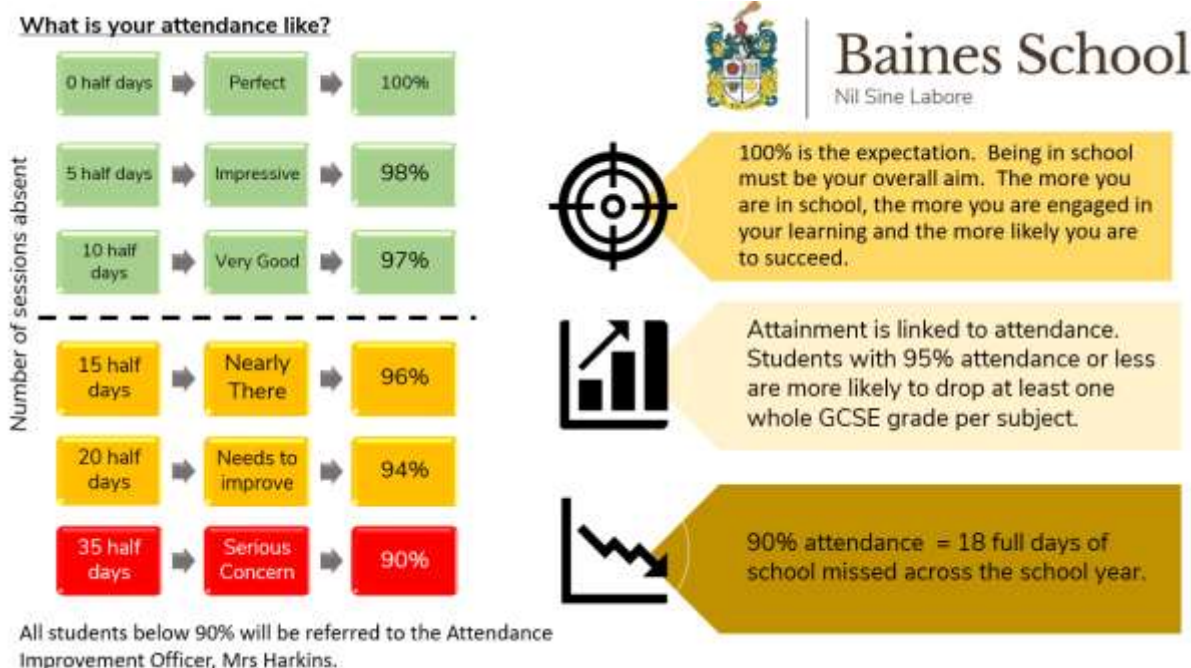 What is your attendance like?
0 half days
Perfect
100%
5 half days
Impressive
98%
10 half
days
Very Good
97%
15 half
days
Nearly
There
96%
20 half
days
Needs to
improve
94%
35 half
days
Serious
Concern
90%
Number of sessions absent
All students below 90% will be referred to the Attendance
Improvement Officer, Mrs Harkins.
Baines School
Nil Sine Labore
100% is the expectation.  Being in school
must be your overall aim.  The more you
are in school, the more you are engaged in
your learning and the more likely you are
to succeed.
Attainment is linked to attendance.
Students with 95% attendance or less
are more likely to drop at least one
whole GCSE grade per subject.
90% attendance  = 18 full days of
school missed across the school year.